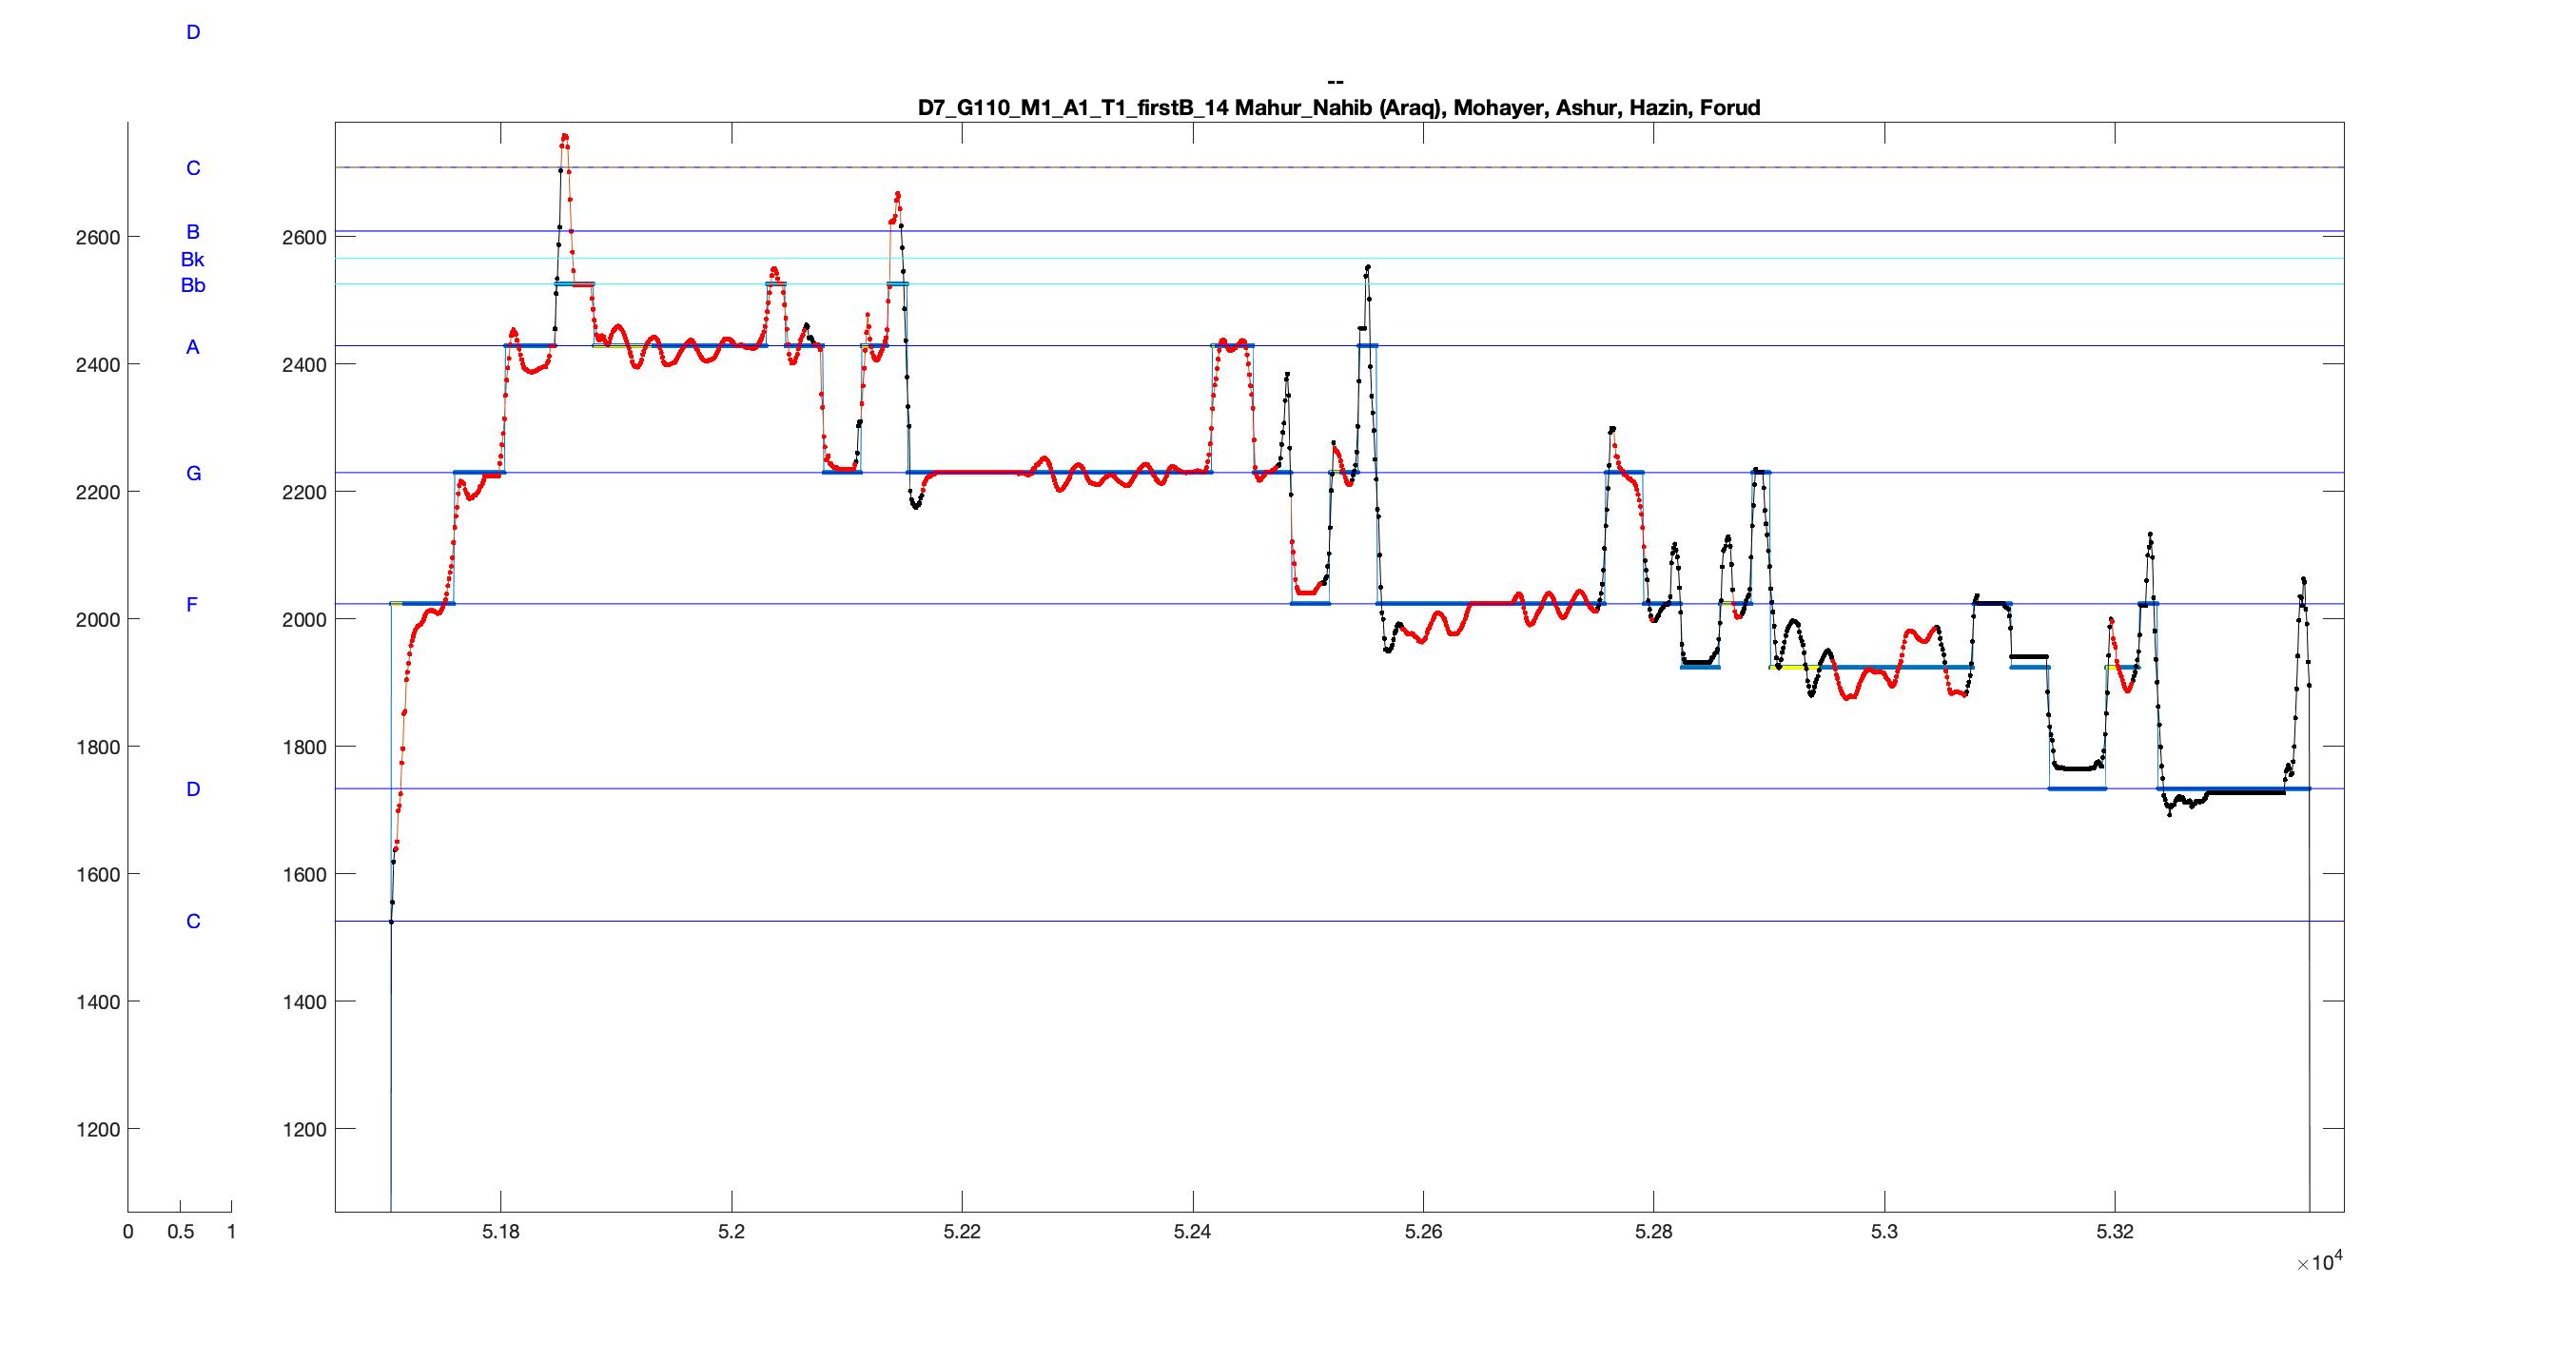 D
--
D7_G110_M1_A1_T1_firstB_14 Mahur_Nahib (Araq), Mohayer, Ashur, Hazin, Forud
C
B
2600
2600
Bk
Bb
A
2400
2400
G
2200
2200
F
2000
2000
1800
1800
D
1600
1600
C
1400
1400
1200
1200
0 0.5 1 5.18 5.2 5.22 5.24 5.26 5.28 5.3 5.32
×10^4